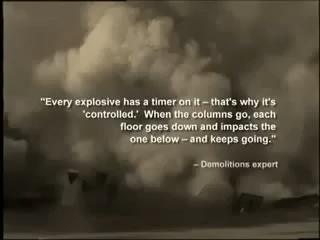 "Every explosive has a timer on it – that's why it's
'controlled.'  When the columns go, each
floor goes down and impacts the
one below – and keeps going."
– Demolitions expert